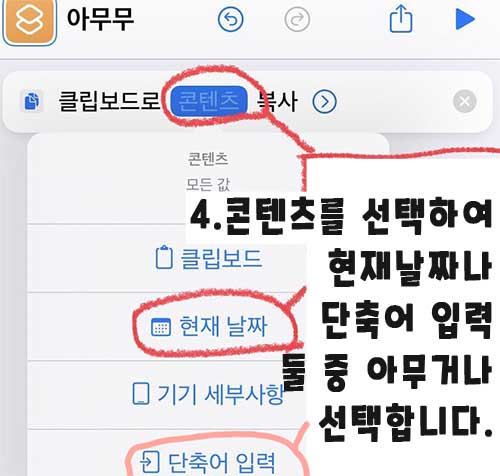 아무무
클립보드로 콘텐츠 복사
콘텐츠
모든 값
4.콘텐츠를 선택하여
현재날짜나
단축어 입력
둘 중 아무거나
선택합니다.
클립보드
현재 날짜
기기 세부사항
단축어 입력